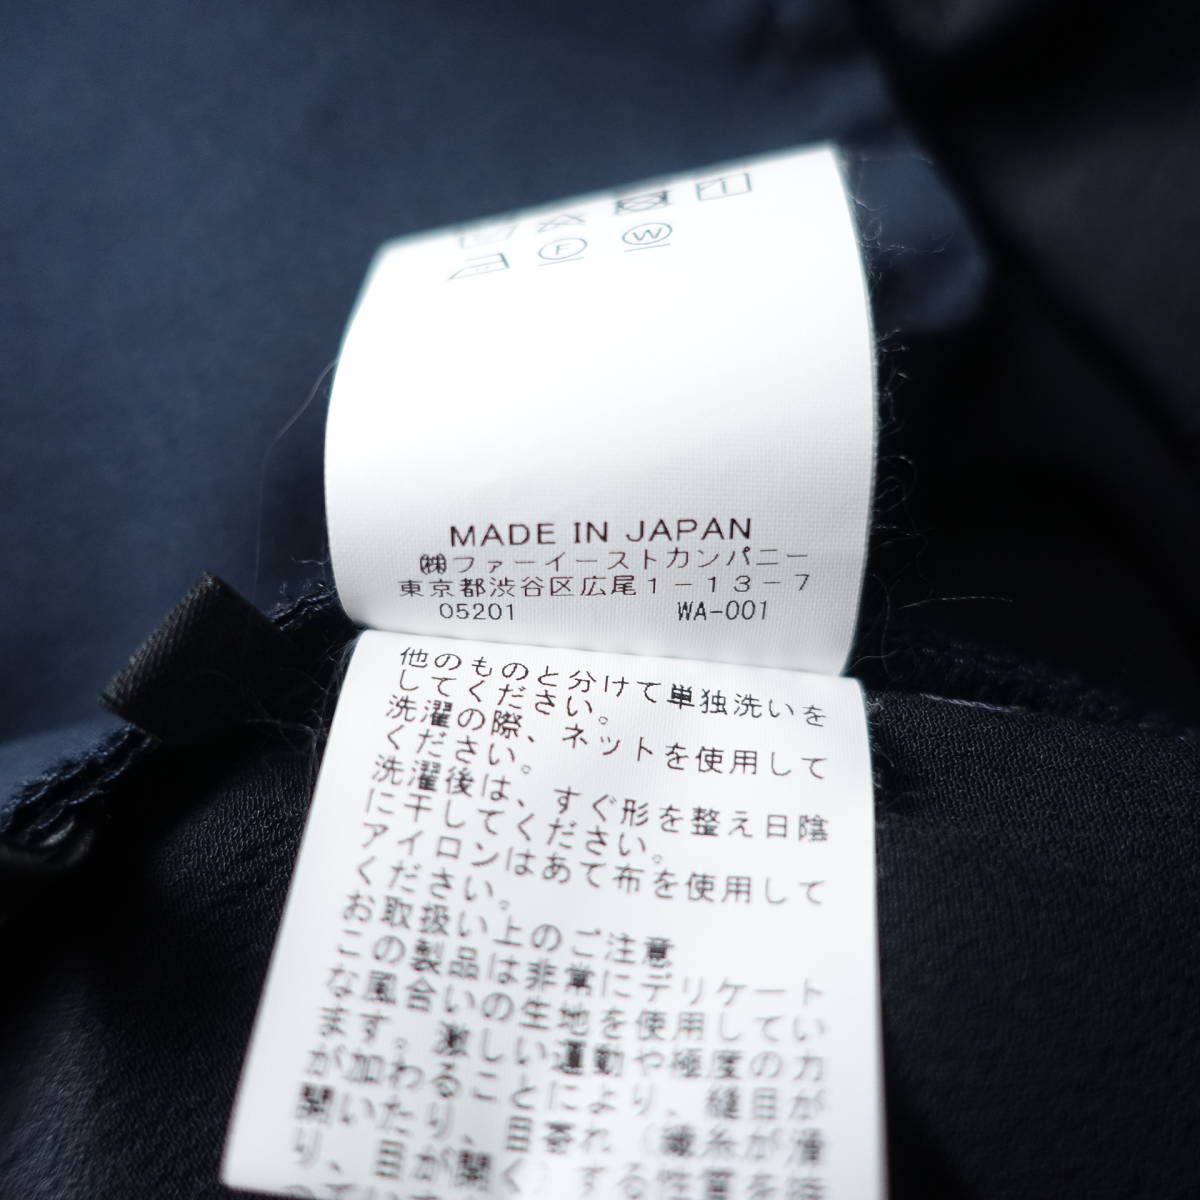 F W
MADE IN JAPAN
㈱ファーイーストカンパニー
東京都渋谷区広尾1-13-7
05201 WA-001
他のものと分けて単独洗いを
してください。
洗濯の際、ネットを使用して
ください。
洗濯後は、すぐ形を整え日陰
に干してください。
アイロンはあて布を使用して
ください。
お取扱い上のご注意
この製品は非常にデリケート
な風合いの生地を使用してい
ます。激しい運動や極度の力
が加わることにより、縫目が
開いたり、目寄れ(織糸が滑
り、目が開く)する性質を